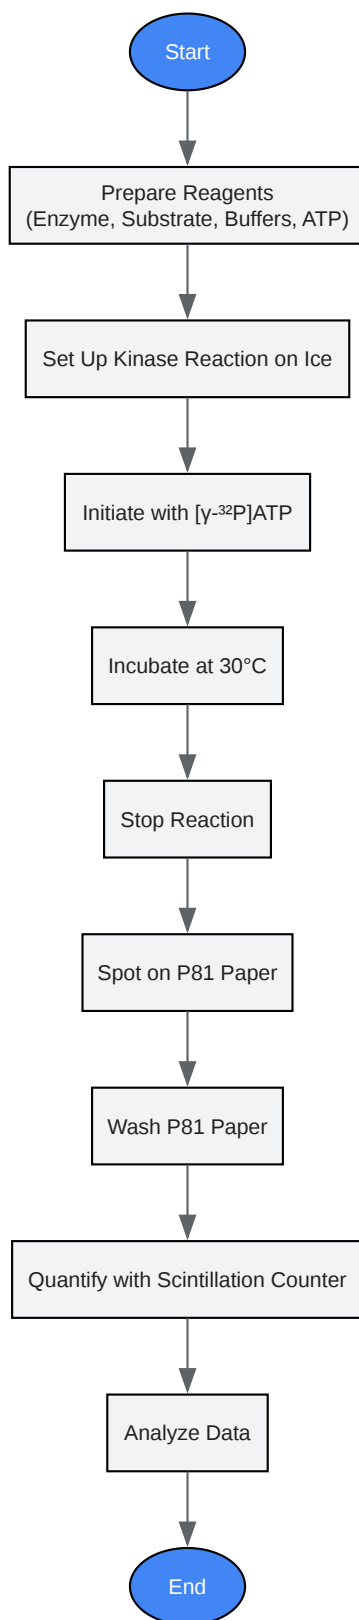 Start
Prepare Reagents
(Enzyme, Substrate, Buffers, ATP)
Set Up Kinase Reaction on Ice
Initiate with [γ-³²P]ATP
Incubate at 30°C
Stop Reaction
Spot on P81 Paper
Wash P81 Paper
Quantify with Scintillation Counter
Analyze Data
End